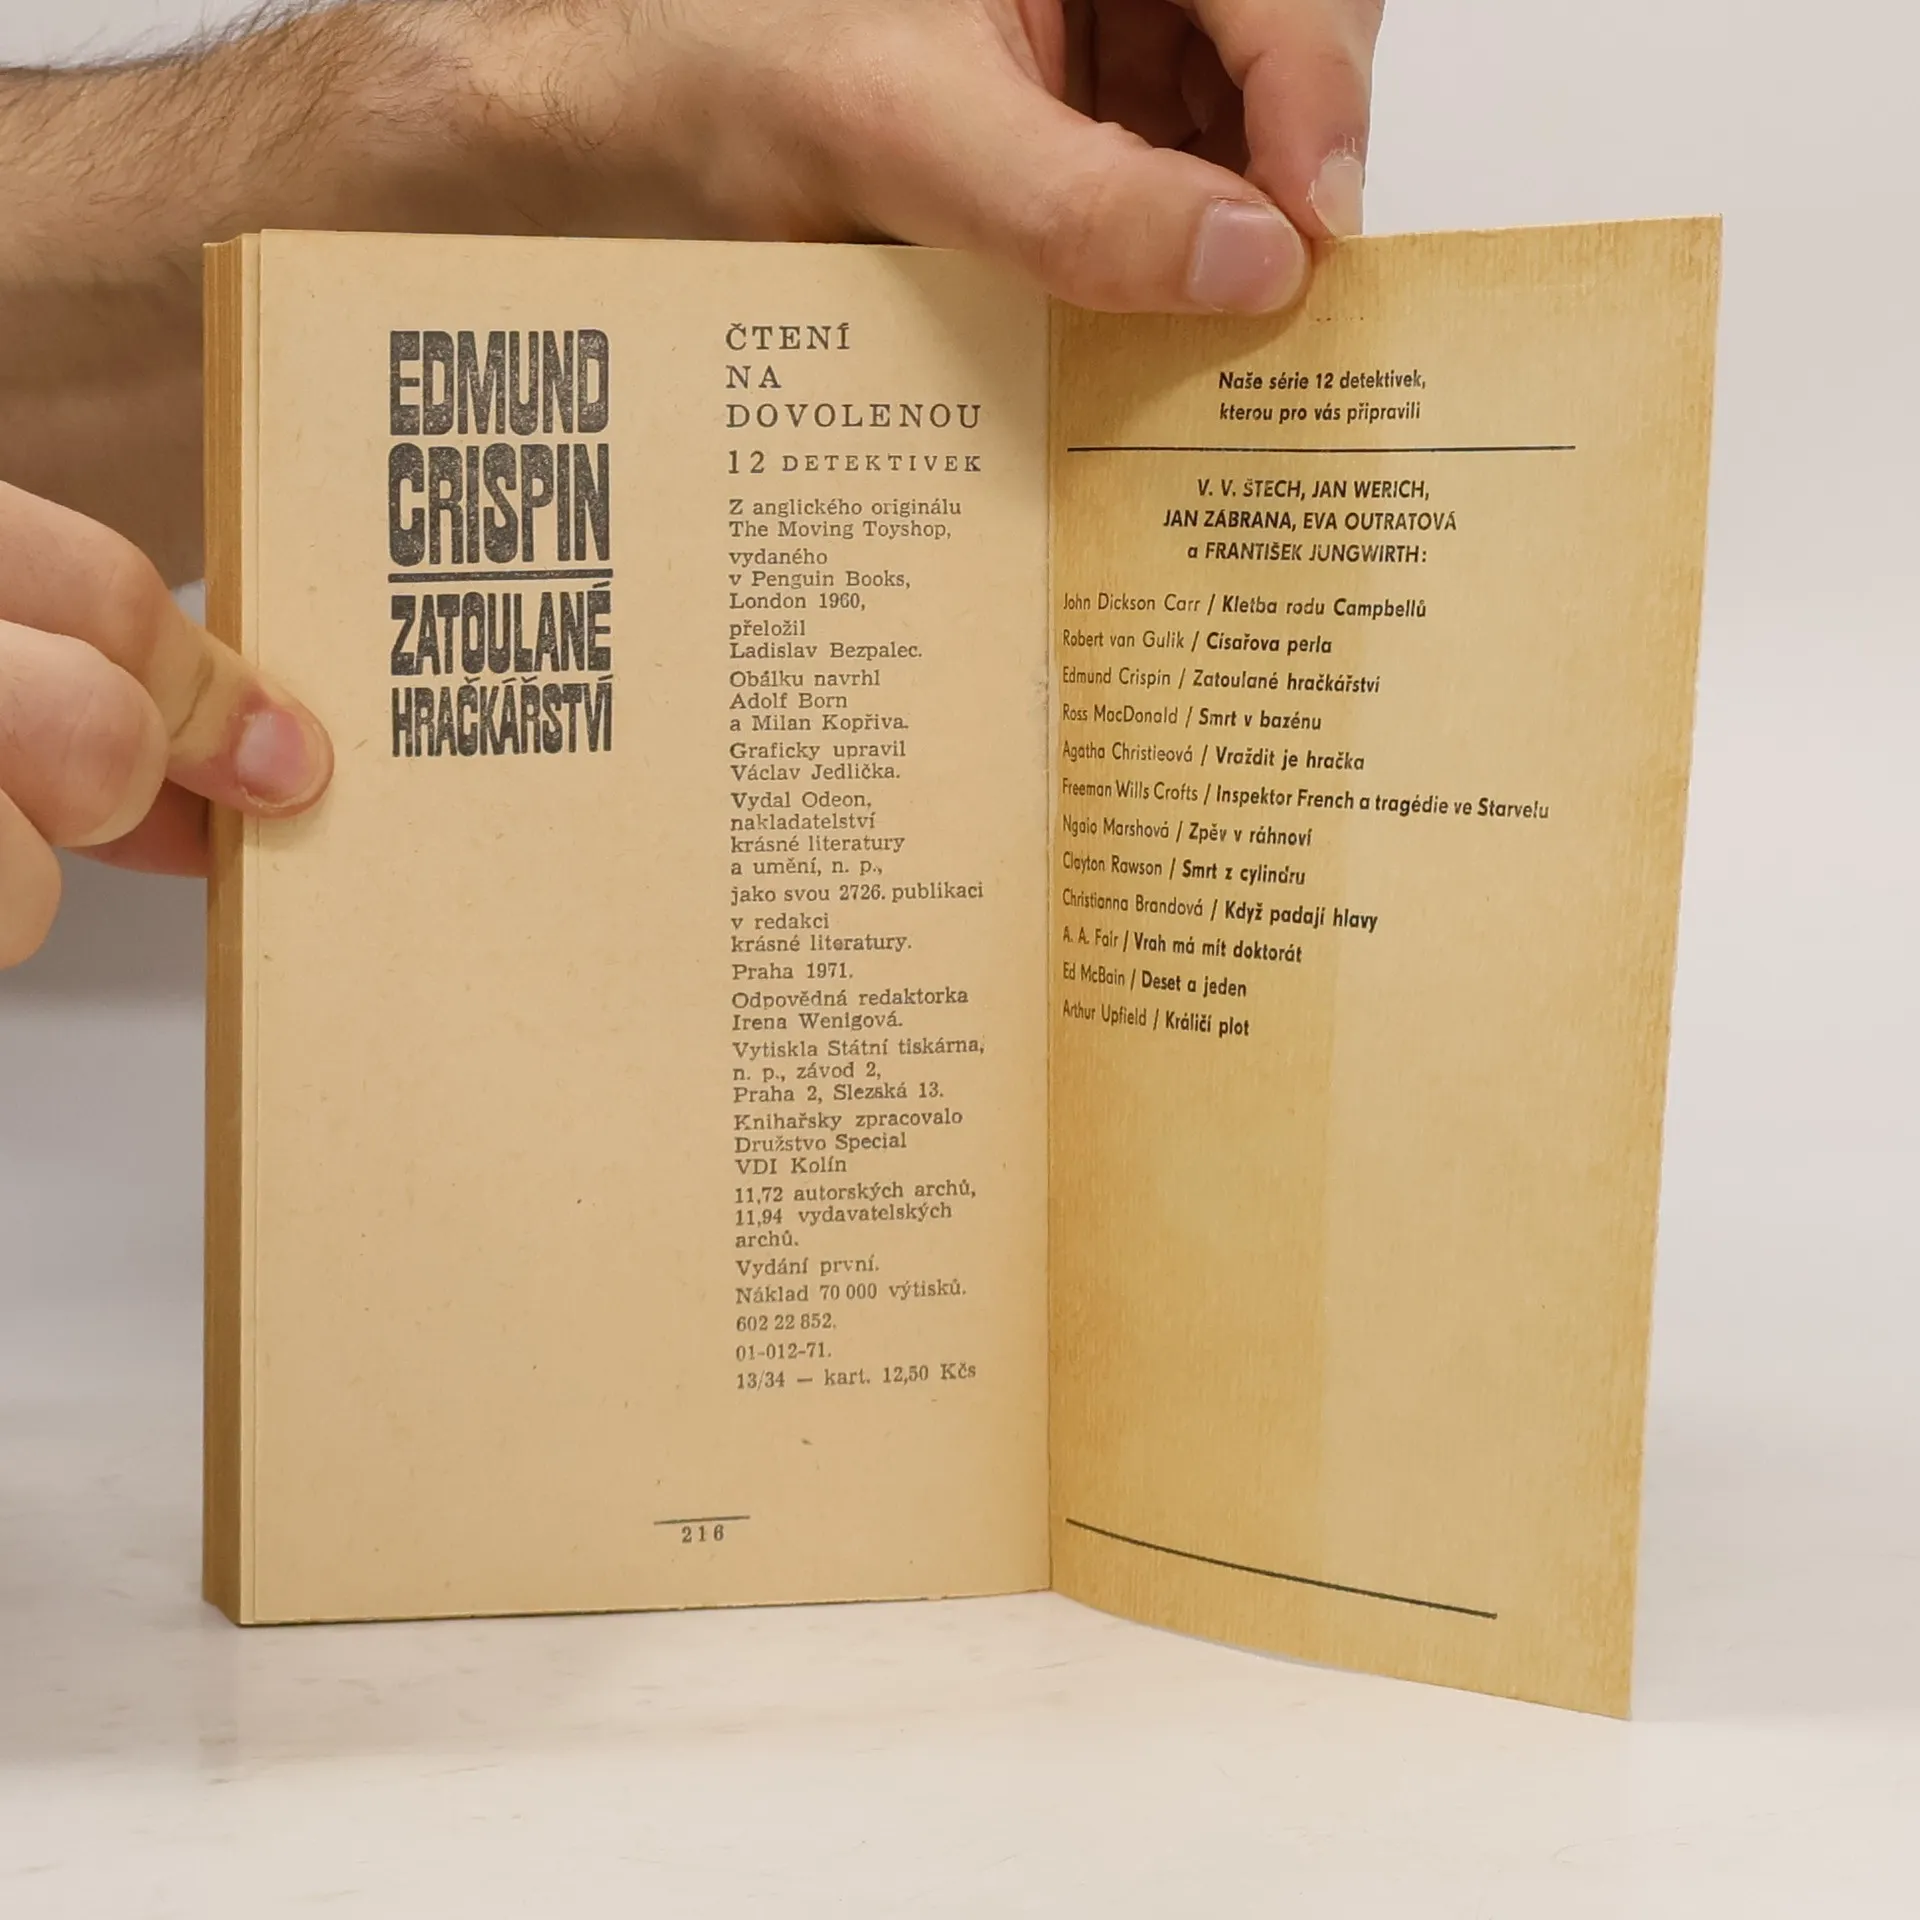 EDMUND
CRISPIN
ZATOULANÉ
HRAČKÁŘSTVÍ
ČTENÍ
NA
DOVOLENOU
12 DETEKTIVEK
Z anglického originálu
The Moving Toyshop,
vydaného
v Penguin Books,
London 1960,
přeložil
Ladislav Bezpalec.
Obálku navrhl
Adolf Born
a Milan Kopřiva.
Graficky upravil
Václav Jedlička.
Vydal Odeon,
nakladatelství
krásné literatury
a umění, n. p.,
jako svou 2726. publikaci
v redakci
krásné literatury.
Praha 1971.
Odpovědná redaktorka
Irena Wenigová.
Vytiskla Státní tiskárna,
n. p., závod 2,
Praha 2, Slezská 13.
Knihařsky zpracovalo
Družstvo Special
VDI Kolín
11,72 autorských archů,
11,94 vydavatelských
archů.
Vydání první.
Náklad 70 000 výtisků.
602 22 852.
01-012-71.
13/34 — kart. 12,50 Kčs
216
Naše série 12 detektivek,
kterou pro vás připravili
V. V. ŠTECH, JAN WERICH,
JAN ZÁBRANA, EVA OUTRATOVÁ
a FRANTIŠEK JUNGWIRTH:
John Dickson Carr / Kletba rodu Campbellů
Robert van Gulik / Císařova perla
Edmund Crispin / Zatoulané hračkářství
Ross MacDonald / Smrt v bazénu
Agatha Christieová / Vraždit je hračka
Freeman Wills Crofts / Inspektor French a tragédie ve Starvelu
Ngaio Marshová / Zpěv v ráhnoví
Clayton Rawson / Smrt z cylindru
Christianna Brandová / Když padají hlavy
A. A. Fair / Vrah má mít doktorát
Ed McBain / Deset a jeden
Arthur Upfield / Králičí plot